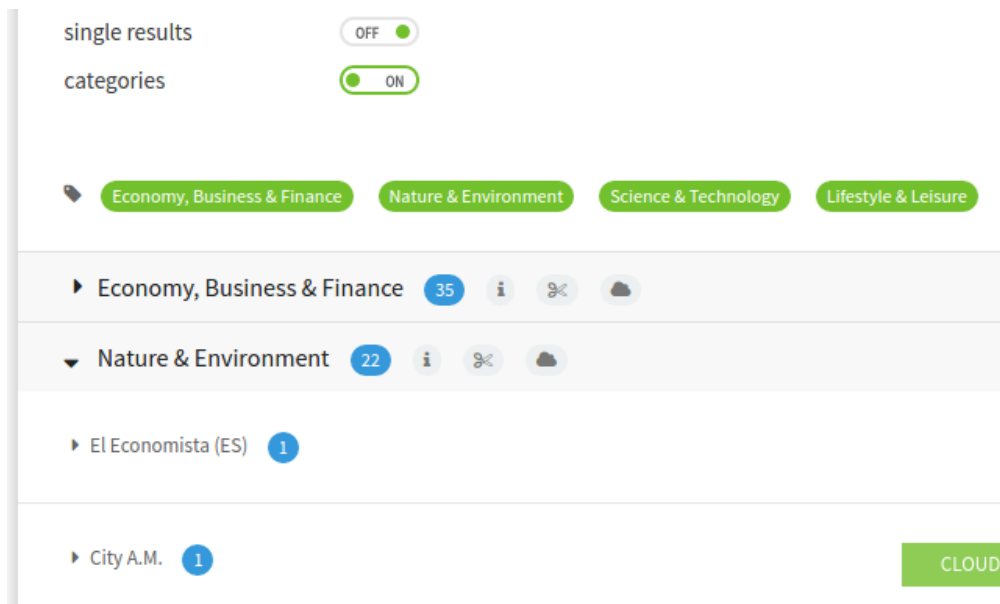 single results OFF
categories ON
Economy, Business & Finance Nature & Environment Science & Technology Lifestyle & Leisure
Economy, Business & Finance 35 i
Nature & Environment 22 i
El Economista (ES) 1
City A.M. 1 CLOUD